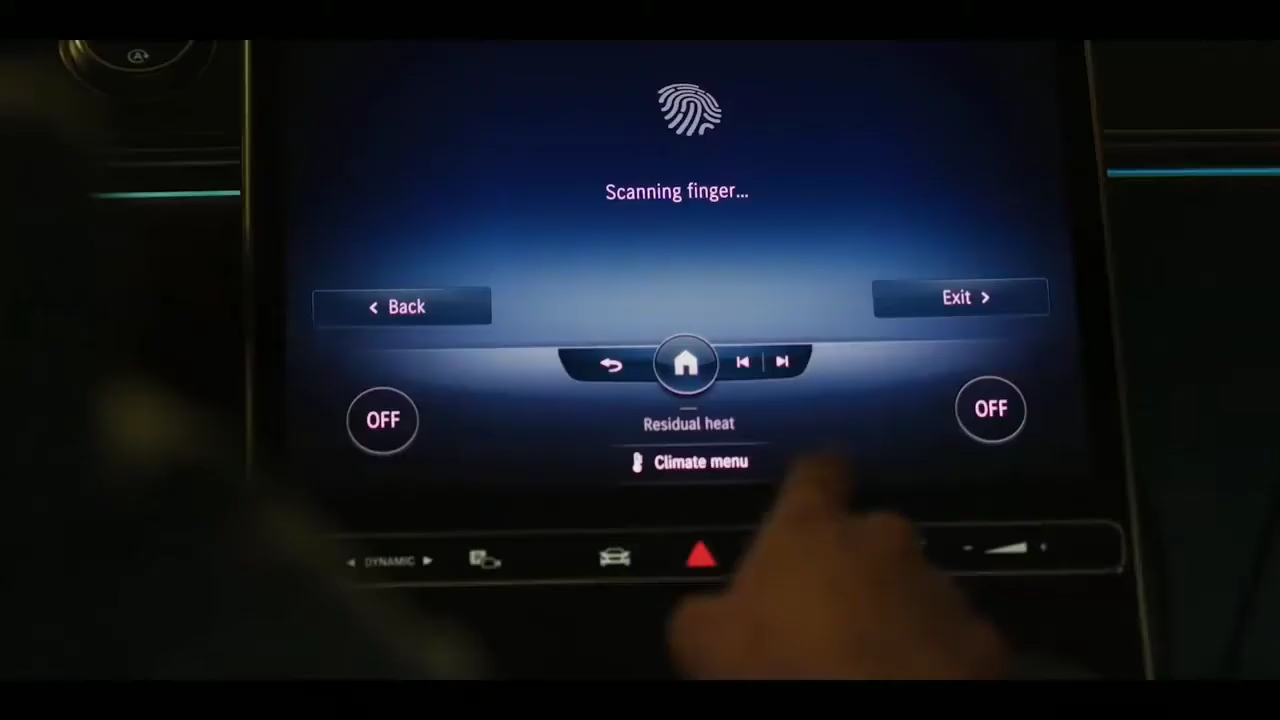 Scanning finger...
< Back
Exit >
OFF
OFF
Residual heat
Climate menu
◄ DYNAMIC ►
- +